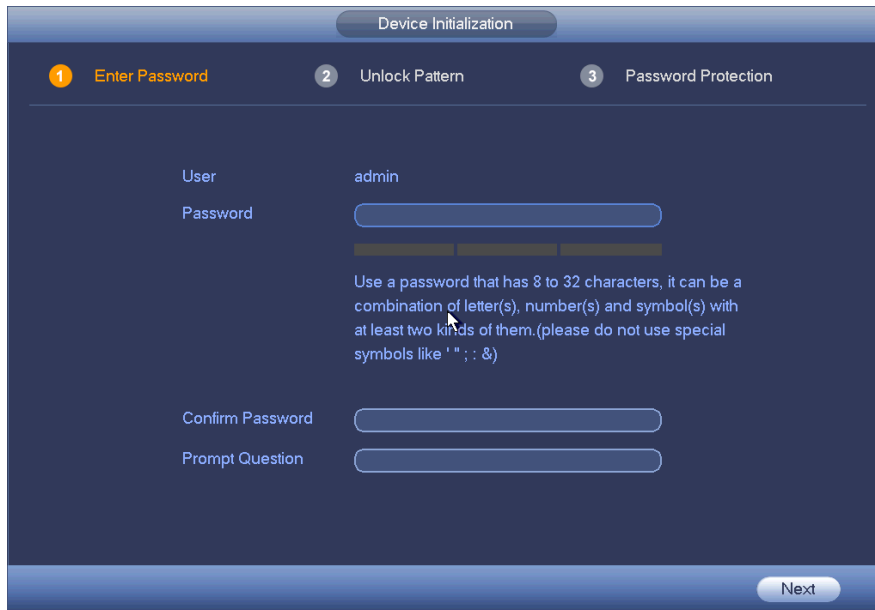 Device Initialization
1 Enter Password 2 Unlock Pattern 3 Password Protection
User admin
Password
Use a password that has 8 to 32 characters, it can be a
combination of letter(s), number(s) and symbol(s) with
at least two kinds of them.(please do not use special
symbols like ' " ; : &)
Confirm Password
Prompt Question
Next